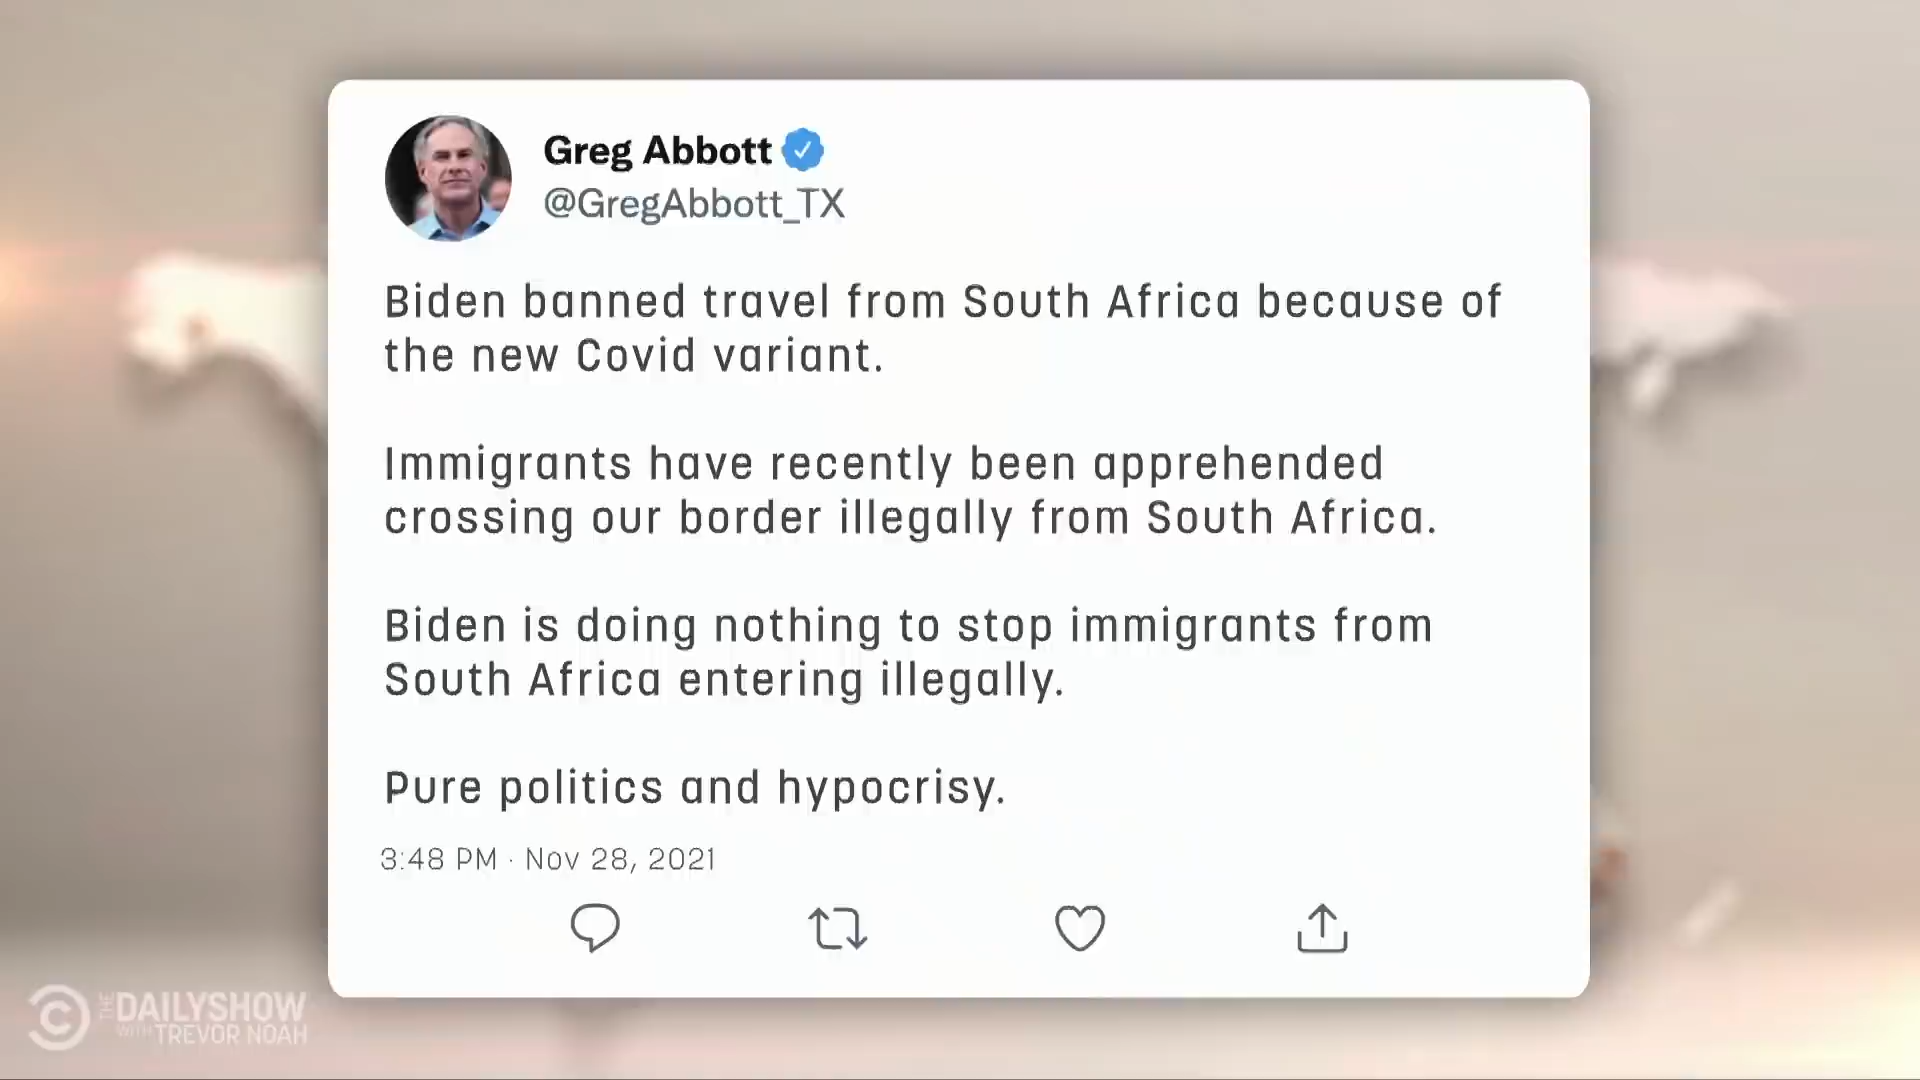 Greg Abbott
@GregAbbott_TX
Biden banned travel from South Africa because of
the new Covid variant.
Immigrants have recently been apprehended
crossing our border illegally from South Africa.
Biden is doing nothing to stop immigrants from
South Africa entering illegally.
Pure politics and hypocrisy.
3:48 PM · Nov 28, 2021
THE DAILYSHOW
WITH TREVOR NOAH